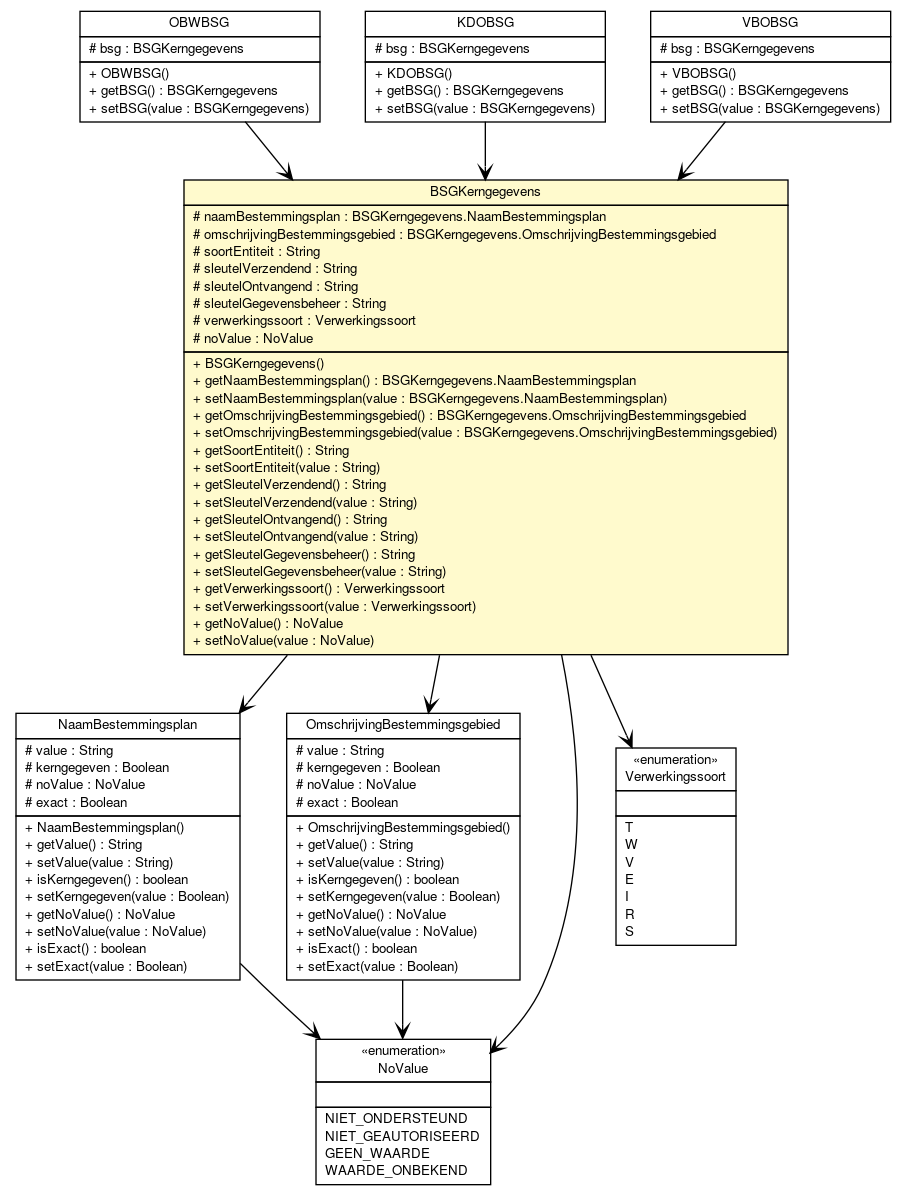 OBWBSG
# bsg : BSGKerngegevens
+ OBWBSG()
+ getBSG() : BSGKerngegevens
+ setBSG(value : BSGKerngegevens)
KDOBSG
# bsg : BSGKerngegevens
+ KDOBSG()
+ getBSG() : BSGKerngegevens
+ setBSG(value : BSGKerngegevens)
VBOBSG
# bsg : BSGKerngegevens
+ VBOBSG()
+ getBSG() : BSGKerngegevens
+ setBSG(value : BSGKerngegevens)
BSGKerngegevens
# naamBestemmingsplan : BSGKerngegevens.NaamBestemmingsplan
# omschrijvingBestemmingsgebied : BSGKerngegevens.OmschrijvingBestemmingsgebied
# soortEntiteit : String
# sleutelVerzendend : String
# sleutelOntvangend : String
# sleutelGegevensbeheer : String
# verwerkingssoort : Verwerkingssoort
# noValue : NoValue
+ BSGKerngegevens()
+ getNaamBestemmingsplan() : BSGKerngegevens.NaamBestemmingsplan
+ setNaamBestemmingsplan(value : BSGKerngegevens.NaamBestemmingsplan)
+ getOmschrijvingBestemmingsgebied() : BSGKerngegevens.OmschrijvingBestemmingsgebied
+ setOmschrijvingBestemmingsgebied(value : BSGKerngegevens.OmschrijvingBestemmingsgebied)
+ getSoortEntiteit() : String
+ setSoortEntiteit(value : String)
+ getSleutelVerzendend() : String
+ setSleutelVerzendend(value : String)
+ getSleutelOntvangend() : String
+ setSleutelOntvangend(value : String)
+ getSleutelGegevensbeheer() : String
+ setSleutelGegevensbeheer(value : String)
+ getVerwerkingssoort() : Verwerkingssoort
+ setVerwerkingssoort(value : Verwerkingssoort)
+ getNoValue() : NoValue
+ setNoValue(value : NoValue)
NaamBestemmingsplan
# value : String
# kerngegeven : Boolean
# noValue : NoValue
# exact : Boolean
+ NaamBestemmingsplan()
+ getValue() : String
+ setValue(value : String)
+ isKerngegeven() : boolean
+ setKerngegeven(value : Boolean)
+ getNoValue() : NoValue
+ setNoValue(value : NoValue)
+ isExact() : boolean
+ setExact(value : Boolean)
OmschrijvingBestemmingsgebied
# value : String
# kerngegeven : Boolean
# noValue : NoValue
# exact : Boolean
+ OmschrijvingBestemmingsgebied()
+ getValue() : String
+ setValue(value : String)
+ isKerngegeven() : boolean
+ setKerngegeven(value : Boolean)
+ getNoValue() : NoValue
+ setNoValue(value : NoValue)
+ isExact() : boolean
+ setExact(value : Boolean)
«enumeration»
Verwerkingssoort
T
W
V
E
I
R
S
«enumeration»
NoValue
NIET_ONDERSTEUND
NIET_GEAUTORISEERD
GEEN_WAARDE
WAARDE_ONBEKEND